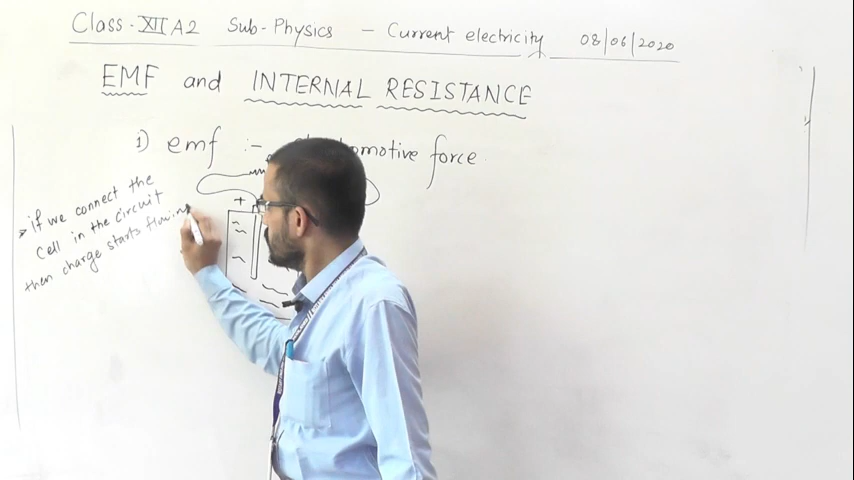 Class-XII A2 Sub-Physics - Current electricity 08/06/2020
EMF and INTERNAL RESISTANCE
1) emf :- motive force
+
If we connect the
cell in the circuit
then charge starts flowing